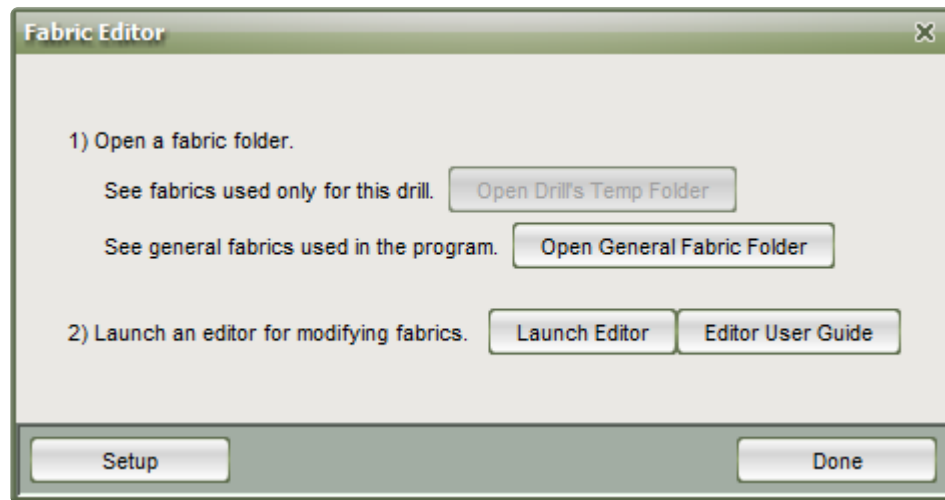 Fabric Editor
1) Open a fabric folder.
See fabrics used only for this drill. Open Drill's Temp Folder
See general fabrics used in the program. Open General Fabric Folder
2) Launch an editor for modifying fabrics. Launch Editor Editor User Guide
Setup Done